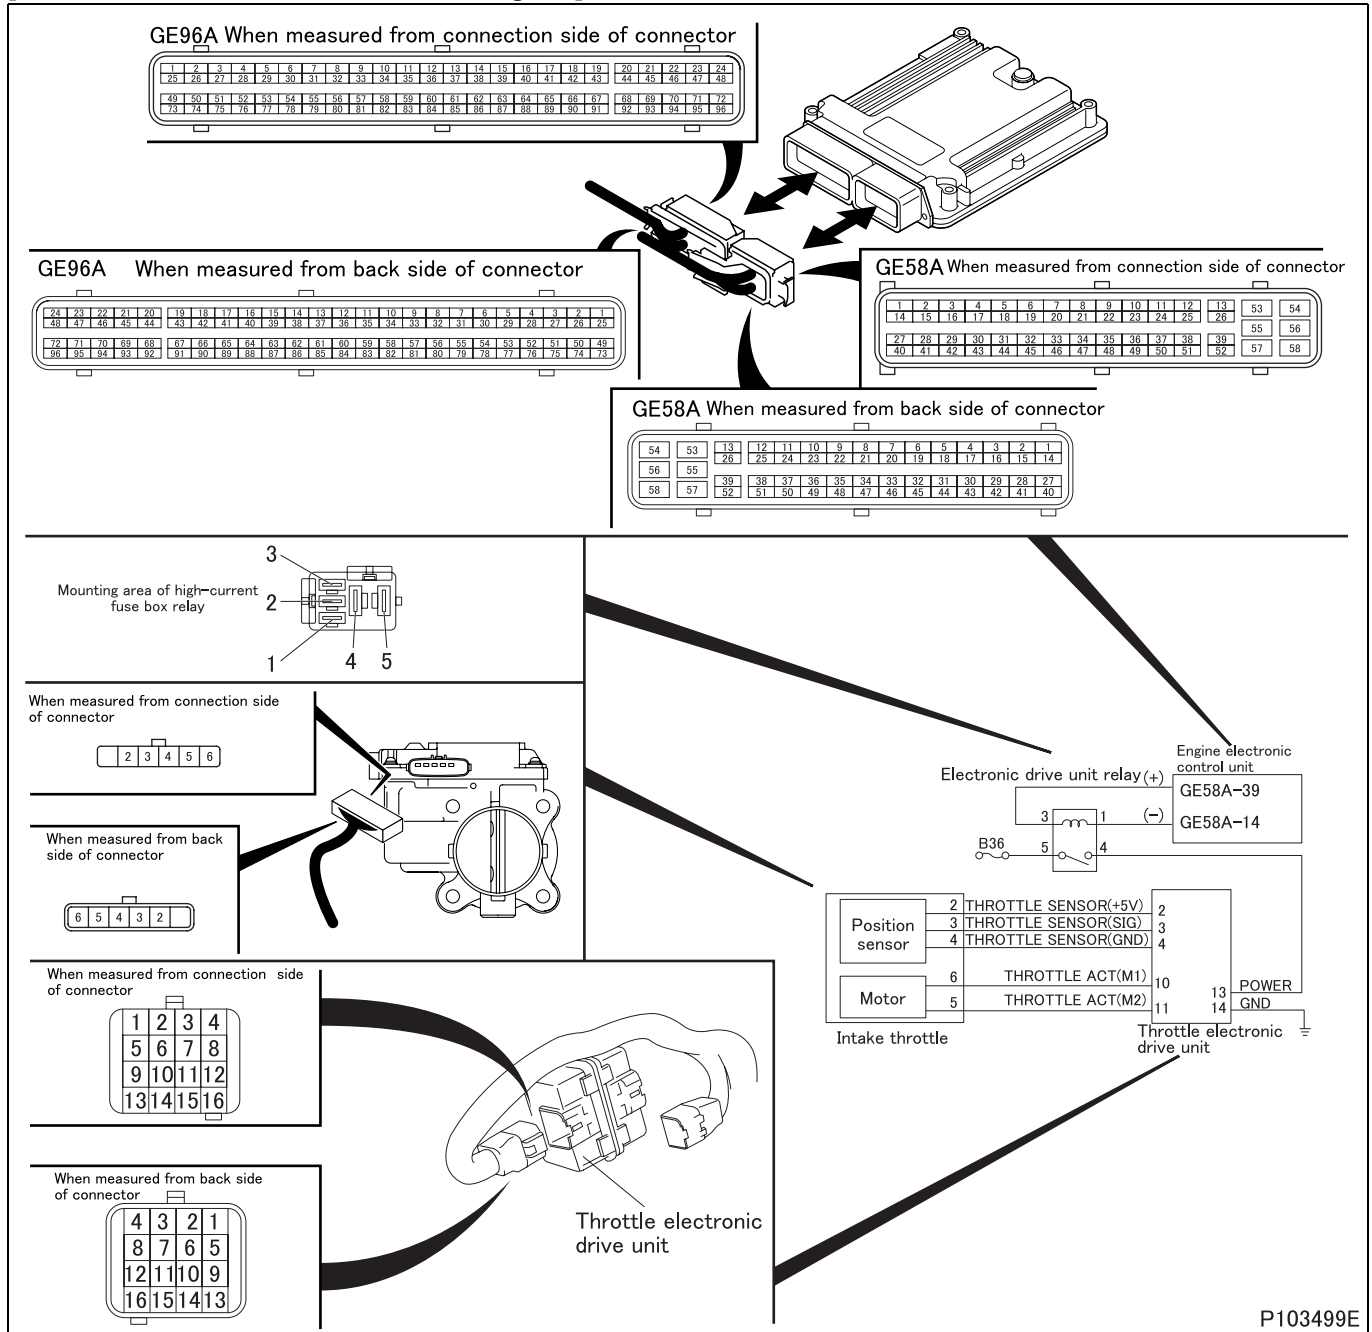 GE96A When measured from connection side of connector
1 2 3 4 5 6 7 8 9 10 11 12 13 14 15 16 17 18 19 20 21 22 23 24
25 26 27 28 29 30 31 32 33 34 35 36 37 38 39 40 41 42 43 44 45 46 47 48
49 50 51 52 53 54 55 56 57 58 59 60 61 62 63 64 65 66 67 68 69 70 71 72
73 74 75 76 77 78 79 80 81 82 83 84 85 86 87 88 89 90 91 92 93 94 95 96
GE96A When measured from back side of connector
24 23 22 21 20 19 18 17 16 15 14 13 12 11 10 9 8 7 6 5 4 3 2 1
48 47 46 45 44 43 42 41 40 39 38 37 36 35 34 33 32 31 30 29 28 27 26 25
72 71 70 69 68 67 66 65 64 63 62 61 60 59 58 57 56 55 54 53 52 51 50 49
96 95 94 93 92 91 90 89 88 87 86 85 84 83 82 81 80 79 78 77 76 75 74 73
GE58A When measured from connection side of connector
1 2 3 4 5 6 7 8 9 10 11 12 13 53 54
14 15 16 17 18 19 20 21 22 23 24 25 26
55 56
27 28 29 30 31 32 33 34 35 36 37 38 39
40 41 42 43 44 45 46 47 48 49 50 51 52 57 58
GE58A When measured from back side of connector
54 53 13 12 11 10 9 8 7 6 5 4 3 2 1
26 25 24 23 22 21 20 19 18 17 16 15 14
56 55
39 38 37 36 35 34 33 32 31 30 29 28 27
58 57 52 51 50 49 48 47 46 45 44 43 42 41 40
3
Mounting area of high-current
fuse box relay
2
1 4 5
When measured from connection side
of connector
2 3 4 5 6
When measured from back
side of connector
6 5 4 3 2
When measured from connection side
of connector
1 2 3 4
5 6 7 8
9 10 11 12
13 14 15 16
When measured from back side
of connector
4 3 2 1
8 7 6 5
12 11 10 9
16 15 14 13
Throttle electronic
drive unit
Engine electronic
control unit
Electronic drive unit relay (+)
GE58A-39
3 1 (-) GE58A-14
B36 5 4
Position
sensor
2 THROTTLE SENSOR(+5V) 2
3 THROTTLE SENSOR(SIG) 3
4 THROTTLE SENSOR(GND) 4
Motor
6 THROTTLE ACT(M1) 10
5 THROTTLE ACT(M2) 11
13 POWER
14 GND
Intake throttle
Throttle electronic
drive unit
P103499E